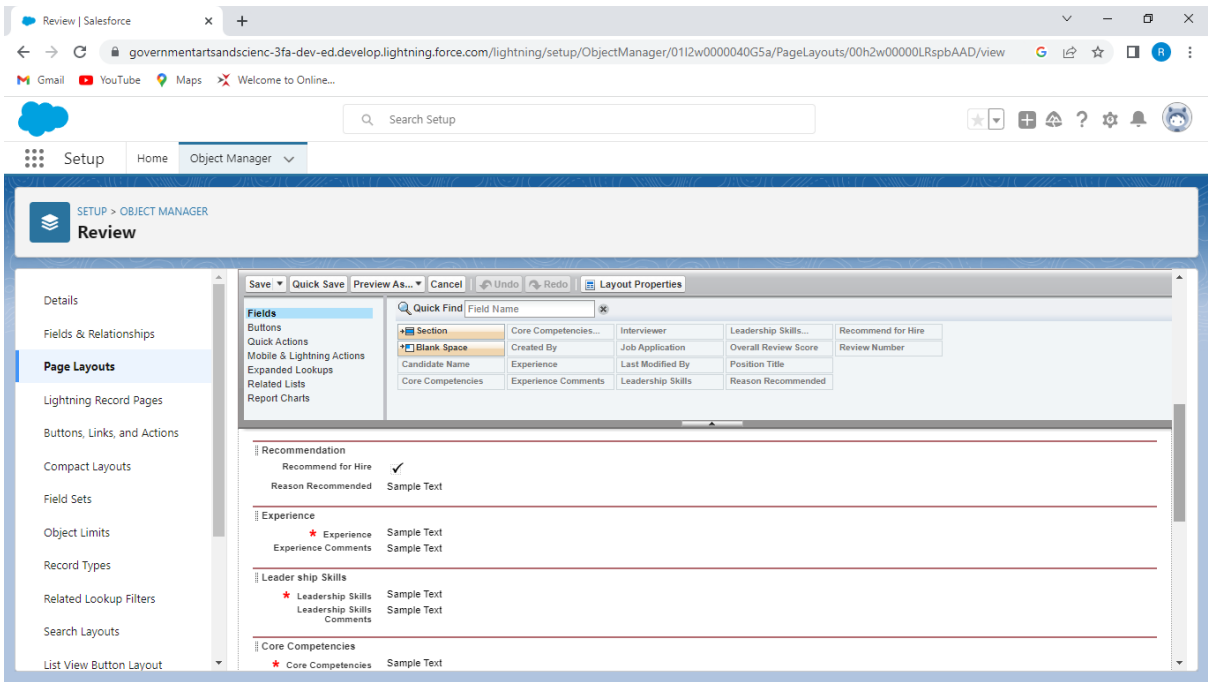 Review | Salesforce
governmentartsandscienc-3fa-dev-ed.develop.lightning.force.com/lightning/setup/ObjectManager/01I2w0000040G5a/PageLayouts/00h2w00000LRspbAAD/view
G
R
Gmail YouTube Maps Welcome to Online...
Search Setup
Setup Home Object Manager
SETUP > OBJECT MANAGER
Review
Details
Fields & Relationships
Page Layouts
Lightning Record Pages
Buttons, Links, and Actions
Compact Layouts
Field Sets
Object Limits
Record Types
Related Lookup Filters
Search Layouts
List View Button Layout
Save Quick Save Preview As... Cancel Undo Redo Layout Properties
Fields
Buttons
Quick Actions
Mobile & Lightning Actions
Expanded Lookups
Related Lists
Report Charts
Quick Find Field Name
Section Core Competencies... Interviewer Leadership Skills... Recommend for Hire
Blank Space Created By Job Application Overall Review Score Review Number
Candidate Name Experience Last Modified By Position Title
Core Competencies Experience Comments Leadership Skills Reason Recommended
Recommendation
Recommend for Hire
Reason Recommended Sample Text
Experience
* Experience Sample Text
Experience Comments Sample Text
Leader ship Skills
* Leadership Skills Sample Text
Leadership Skills Sample Text
Comments
Core Competencies
* Core Competencies Sample Text